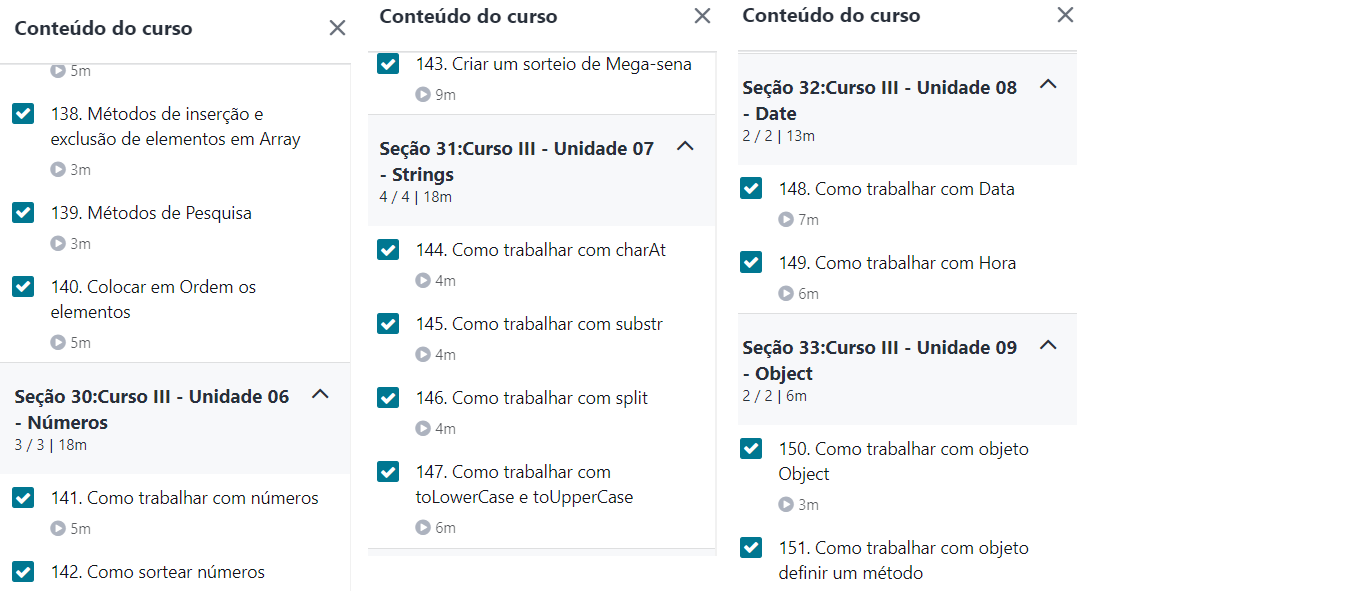 Conteúdo do curso
5m
138. Métodos de inserção e
exclusão de elementos em Array
3m
139. Métodos de Pesquisa
3m
140. Colocar em Ordem os
elementos
5m
Seção 30:Curso III - Unidade 06
- Números
3 / 3 | 18m
141. Como trabalhar com números
5m
142. Como sortear números
Conteúdo do curso
143. Criar um sorteio de Mega-sena
9m
Seção 31:Curso III - Unidade 07
- Strings
4 / 4 | 18m
144. Como trabalhar com charAt
4m
145. Como trabalhar com substr
4m
146. Como trabalhar com split
4m
147. Como trabalhar com
toLowerCase e toUpperCase
6m
Conteúdo do curso
Seção 32:Curso III - Unidade 08
- Date
2 / 2 | 13m
148. Como trabalhar com Data
7m
149. Como trabalhar com Hora
6m
Seção 33:Curso III - Unidade 09
- Object
2 / 2 | 6m
150. Como trabalhar com objeto
Object
3m
151. Como trabalhar com objeto
definir um método